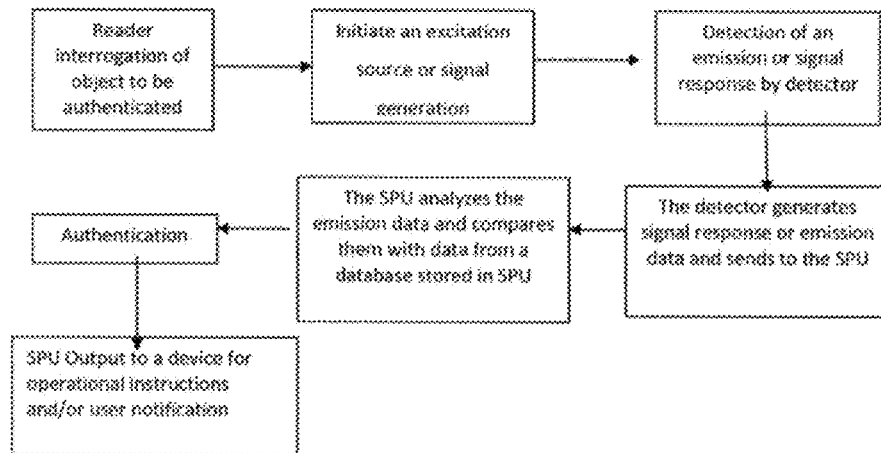 Reader
interrogation of
object to be
authenticated
Initiate an excitation
source or signal
generation
Detection of an
emission or signal
response by detector
The detector generates
signal response or emission
data and sends to the SPU
The SPU analyzes the
emission data and compares
them with data from a
database stored in SPU
Authentication
SPU Output to a device for
operational instructions
and/or user notification